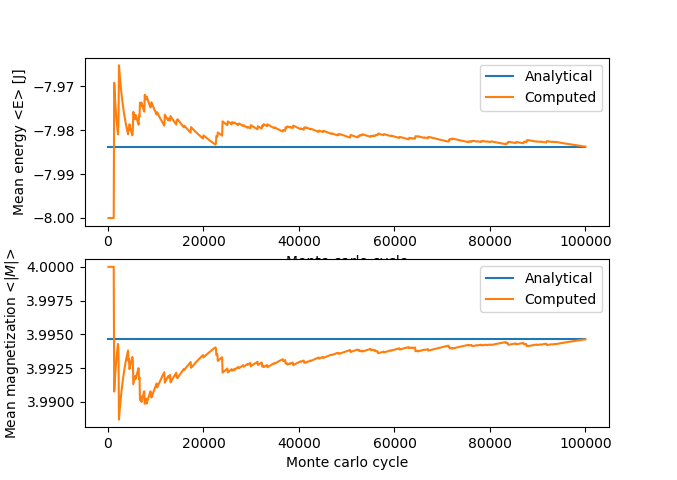 Mean energy <E> [J]
−7.97
−7.98
−7.99
−8.00
Analytical
Computed
0 20000 40000 60000 80000 100000
Monte carlo cycle
Mean magnetization <|M|>
4.0000
3.9975
3.9950
3.9925
3.9900
Analytical
Computed
0 20000 40000 60000 80000 100000
Monte carlo cycle